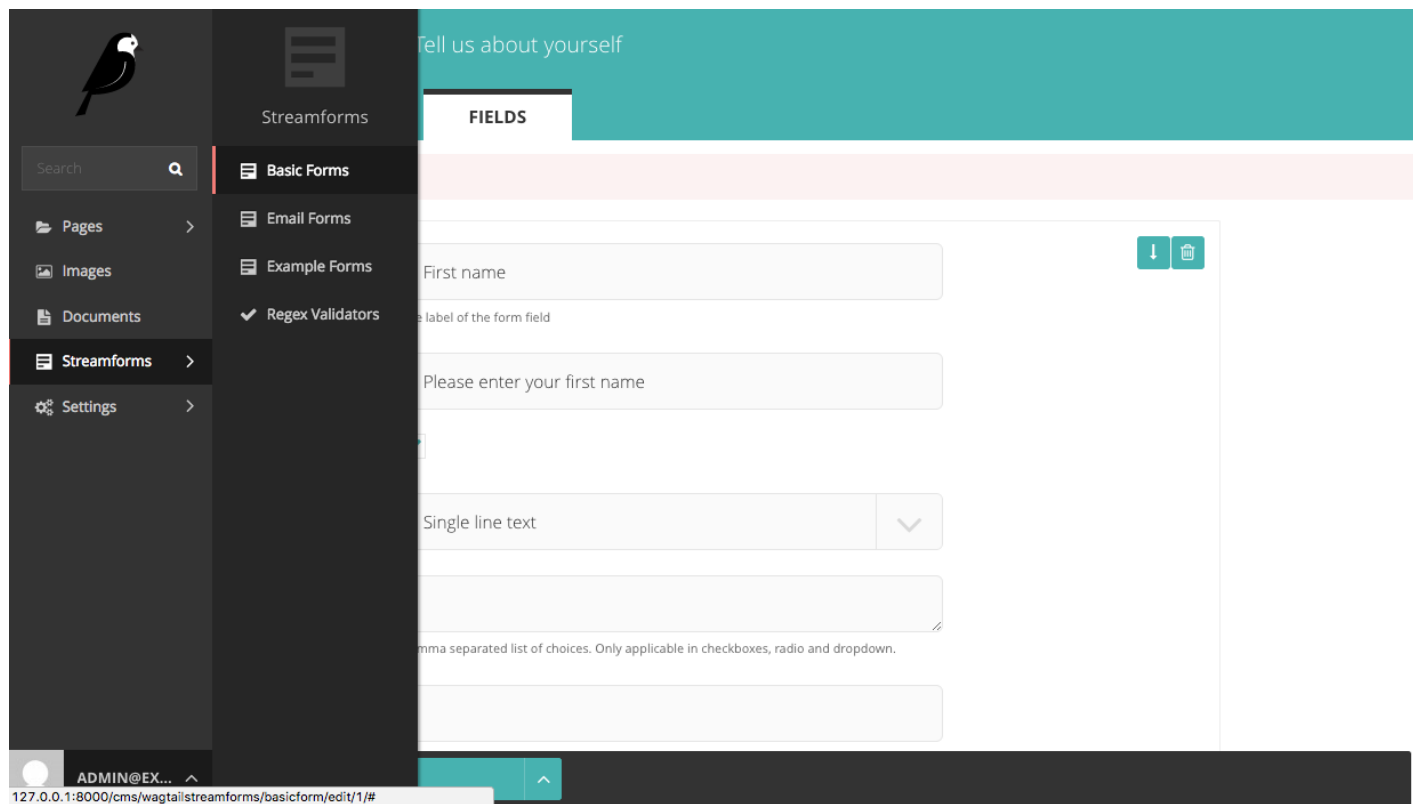 Search
Pages
Images
Documents
Streamforms
Settings
ADMIN@EX...
Streamforms
Basic Forms
Email Forms
Example Forms
Regex Validators
Tell us about yourself
FIELDS
First name
label of the form field
Please enter your first name
Single line text
separated list of choices. Only applicable in checkboxes, radio and dropdown.
127.0.0.1:8000/cms/wagtailstreamforms/basicform/edit/1/#